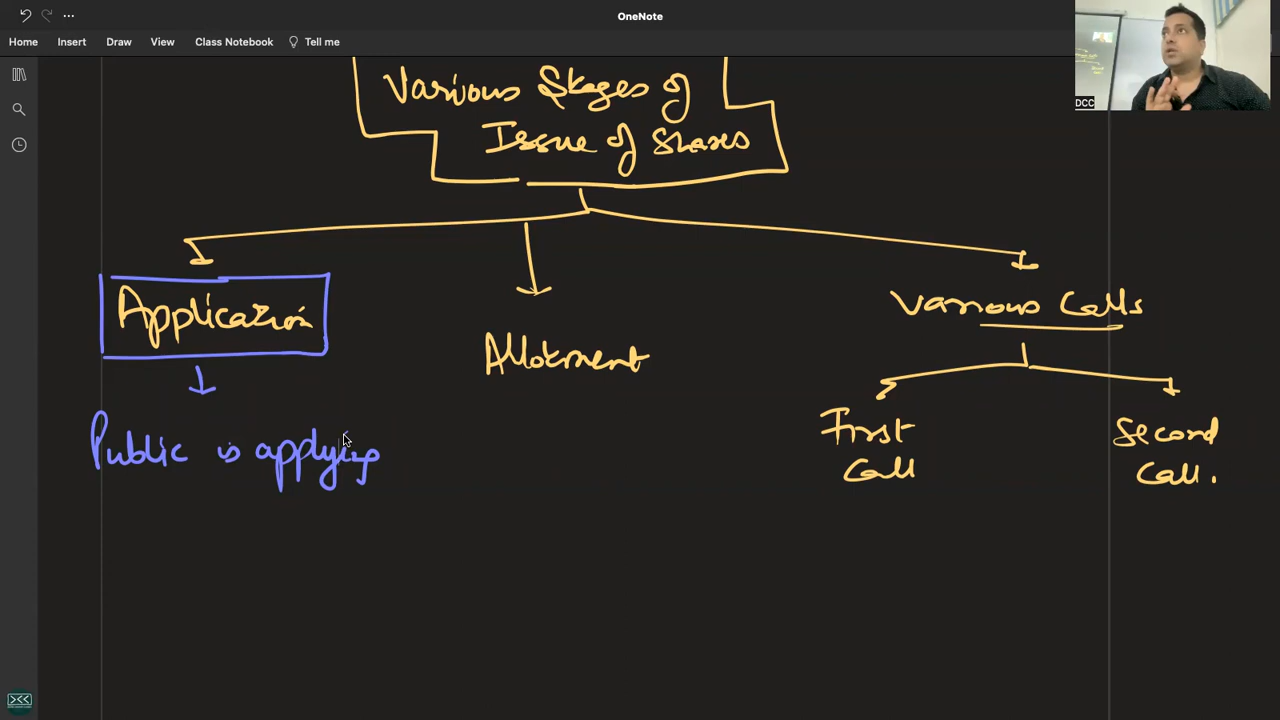 OneNote
Home Insert Draw View Class Notebook Tell me
DCC
Various Stages of
Issue of Shares
Application
Allotment
Various Calls
Public is applying
First
Call
Second
Call.